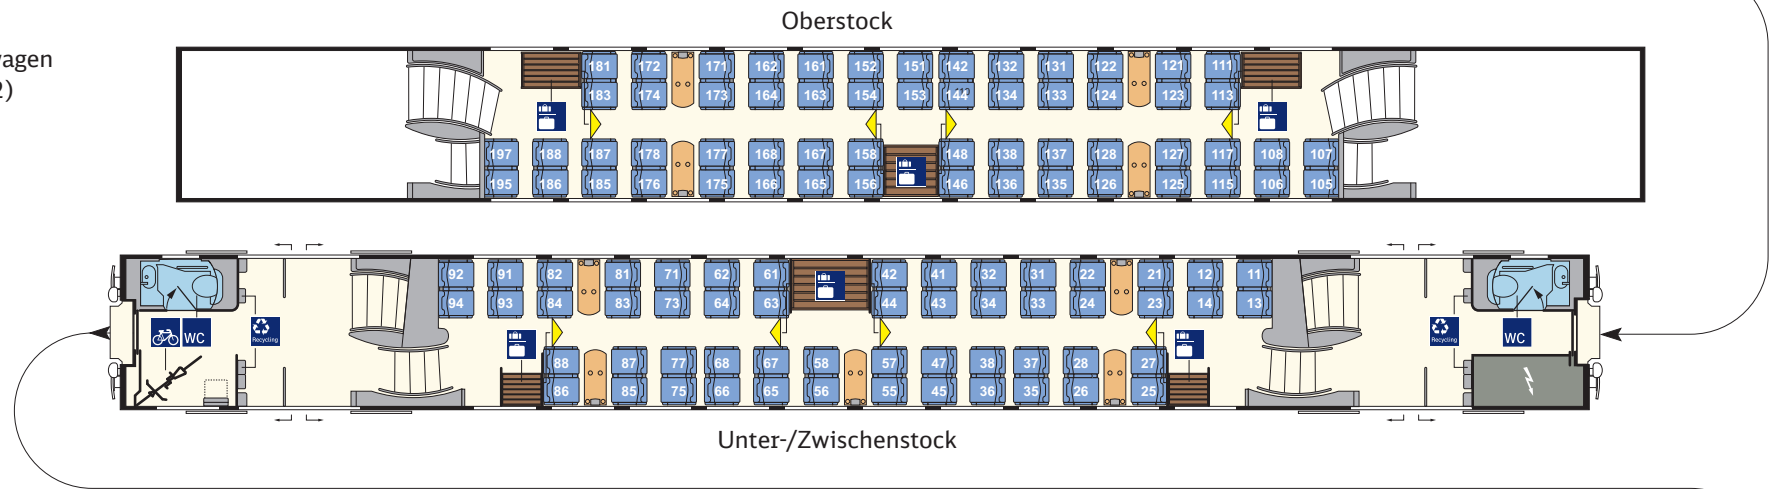 Oberstock
agen
2)
181 172 171 162 161 152 151 142 132 131 122 121 111
183 174 173 164 163 154 153 144 134 133 124 123 113
197 188 187 178 177 168 167 158 148 138 137 128 127 117 108 107
195 186 185 176 175 166 165 156 146 136 135 126 125 115 106 105
92 91 82 81 71 62 61 42 41 32 31 22 21 12 11
94 93 84 83 73 64 63 44 43 34 33 24 23 14 13
WC Recycling Recycling WC
88 87 77 68 67 58 57 47 38 37 28 27
86 85 75 66 65 56 55 45 36 35 26 25
Unter-/Zwischenstock